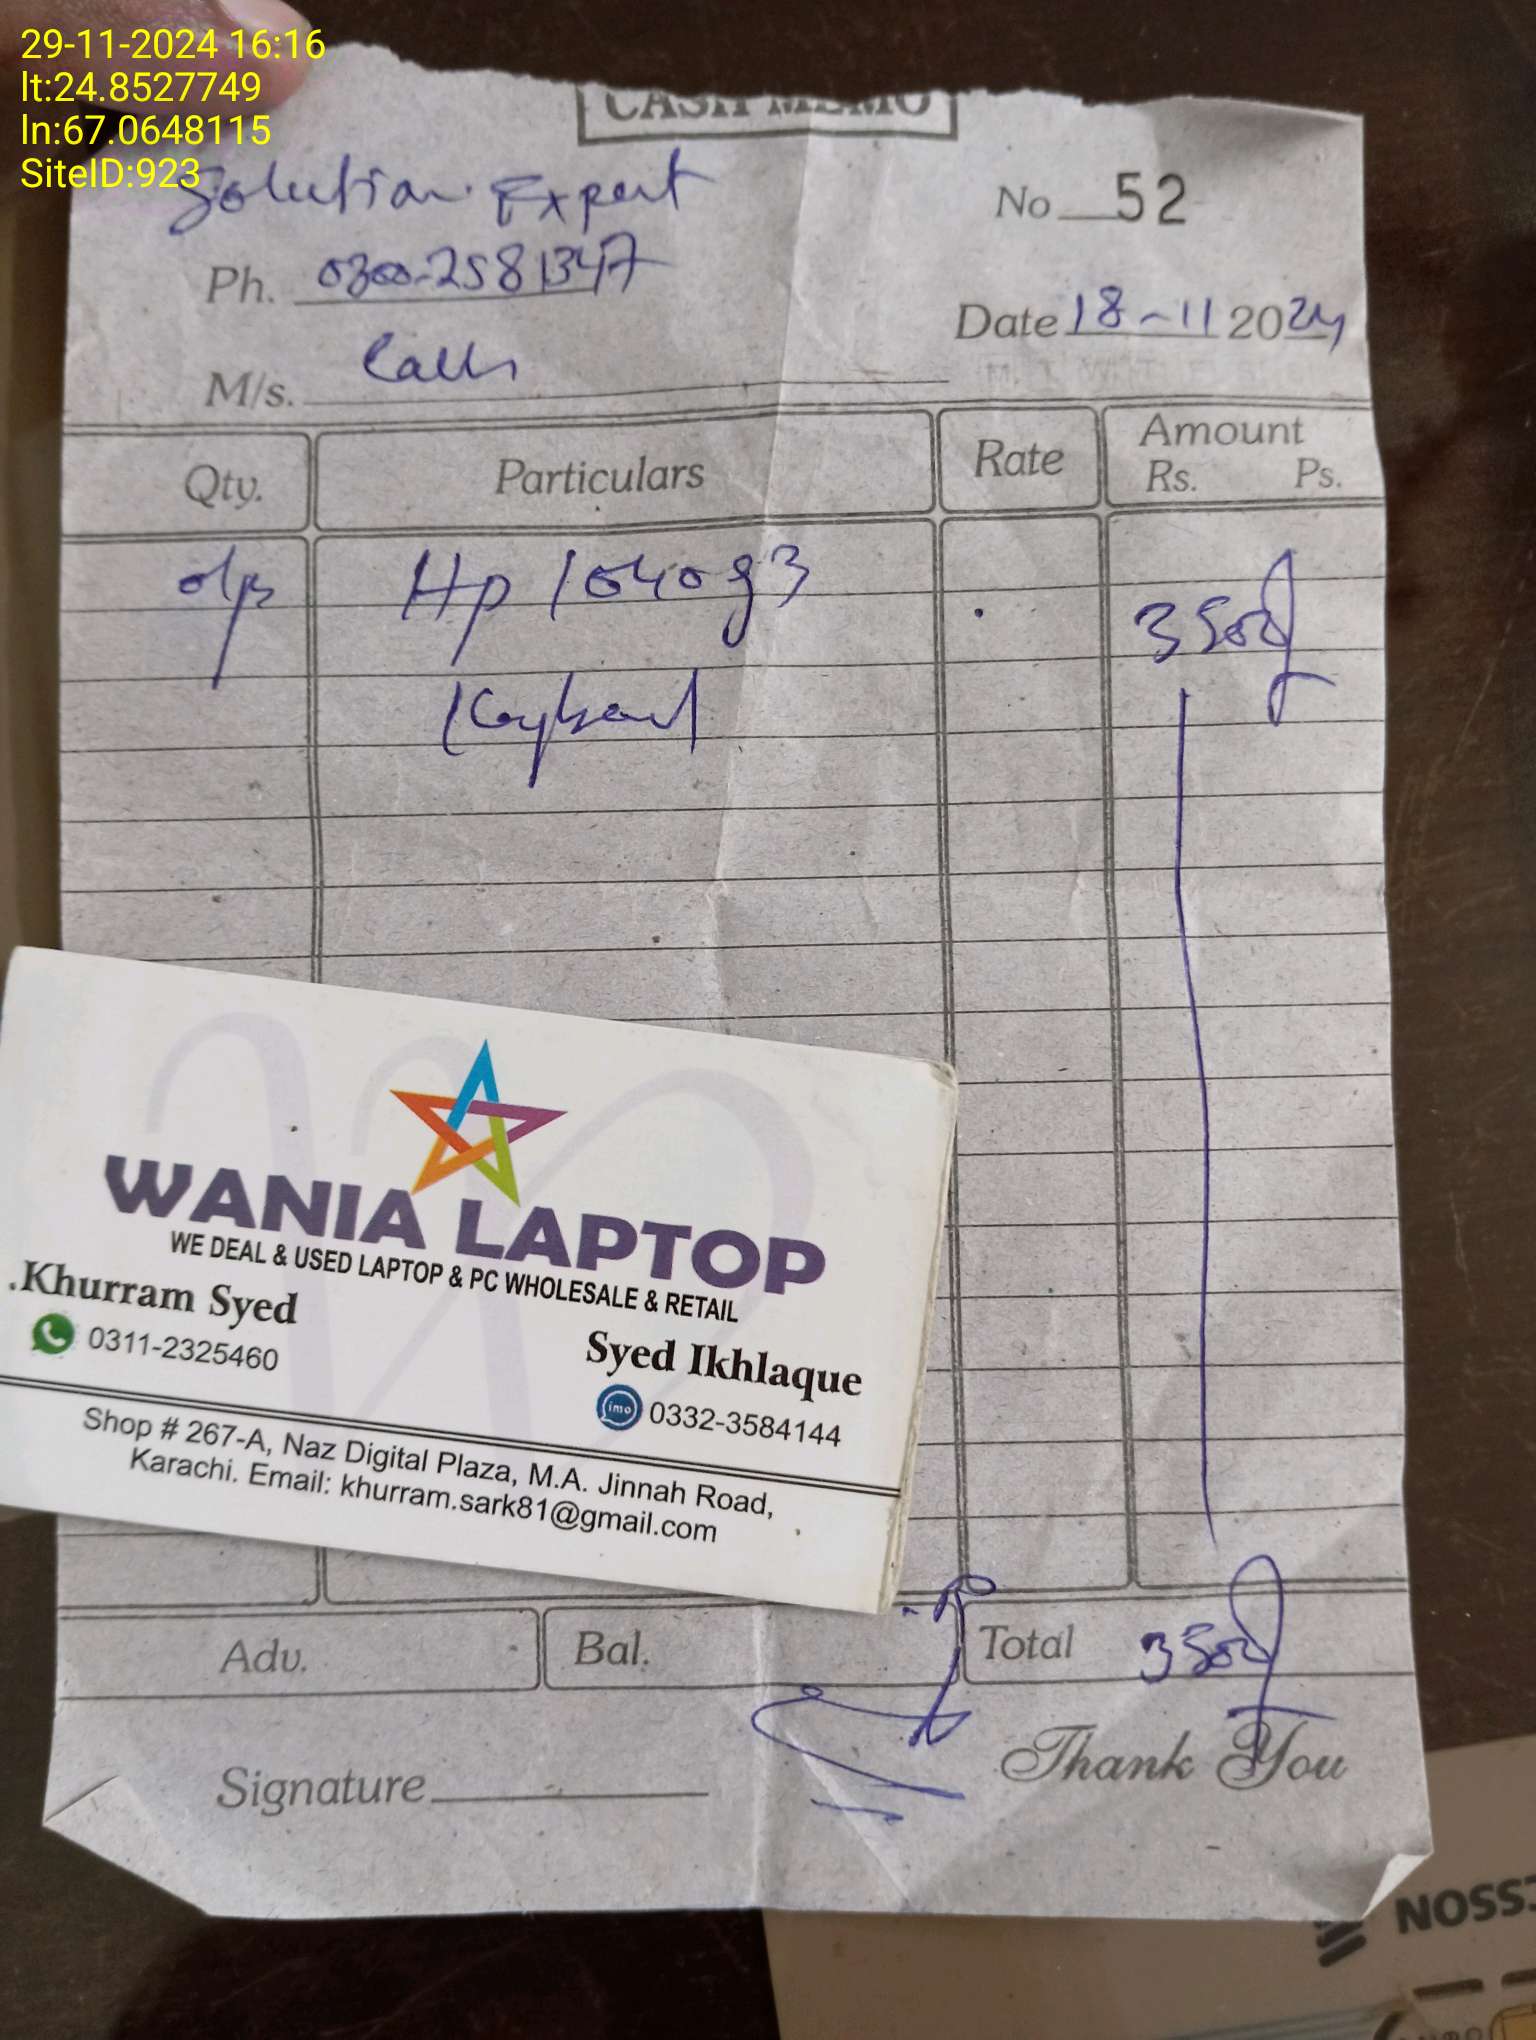 29-11-2024 16:16
lt:24.8527749
ln:67.0648115
SiteID:923
CASH MEMO
Solution Expert
No 52
Ph. 0300-2581347
Date 18-11 2024
M/s. Cash
Qty. Particulars Rate Amount
Rs. Ps.
Hp 1040g3 3500/
Keyboard
WANIA LAPTOP
WE DEAL & USED LAPTOP & PC WHOLESALE & RETAIL
.Khurram Syed
0311-2325460
Syed Ikhlaque
imo 0332-3584144
Shop # 267-A, Naz Digital Plaza, M.A. Jinnah Road,
Karachi. Email: khurram.sark81@gmail.com
Adv. Bal. Total 3500/
Signature Thank You